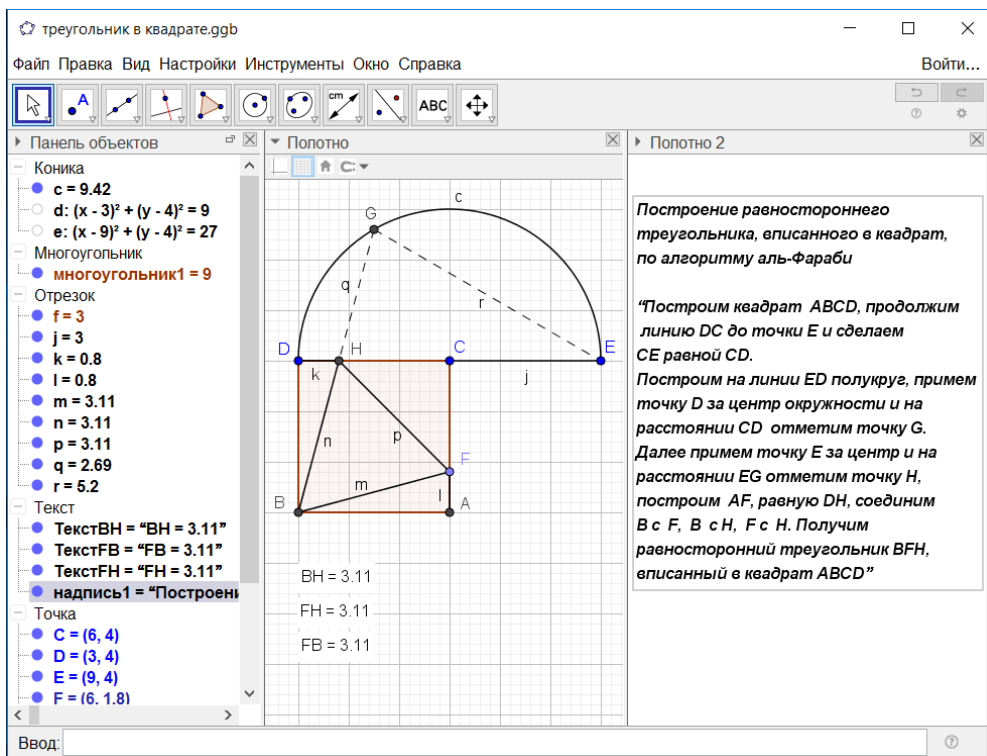 треугольник в квадрате.ggb
Файл Правка Вид Настройки Инструменты Окно Справка
Войти...
A
cm
ABC
Панель объектов
Коника
c = 9.42
d: (x - 3)² + (y - 4)² = 9
e: (x - 9)² + (y - 4)² = 27
Многоугольник
многоугольник1 = 9
Отрезок
f = 3
j = 3
k = 0.8
l = 0.8
m = 3.11
n = 3.11
p = 3.11
q = 2.69
r = 5.2
Текст
ТекстBH = “BH = 3.11”
ТекстFB = “FB = 3.11”
ТекстFH = “FH = 3.11”
надпись1 = “Построени
Точка
C = (6, 4)
D = (3, 4)
E = (9, 4)
F = (6, 1.8)
Полотно
c
G
q
r
D
H
C
E
k
j
n
p
F
m
l
B
A
BH = 3.11
FH = 3.11
FB = 3.11
Полотно 2
Построение равностороннего
треугольника, вписанного в квадрат,
по алгоритму аль-Фараби
“Построим квадрат ABCD, продолжим
линию DC до точки E и сделаем
CE равной CD.
Построим на линии ED полукруг, примем
точку D за центр окружности и на
расстоянии CD отметим точку G.
Далее примем точку E за центр и на
расстоянии EG отметим точку H,
построим AF, равную DH, соединим
B с F, B с H, F с H. Получим
равносторонний треугольник BFH,
вписанный в квадрат ABCD”
Ввод: